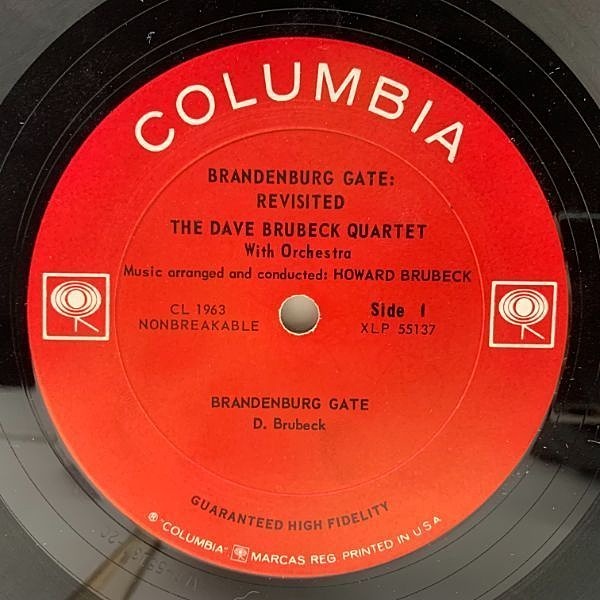 COLUMBIA
BRANDENBURG GATE:
REVISITED
THE DAVE BRUBECK QUARTET
With Orchestra
Music arranged and conducted: HOWARD BRUBECK
CL 1963
NONBREAKABLE
Side 1
XLP 55137
BRANDENBURG GATE
D. Brubeck
GUARANTEED HIGH FIDELITY
® "COLUMBIA", MARCAS REG. PRINTED IN U.S.A.